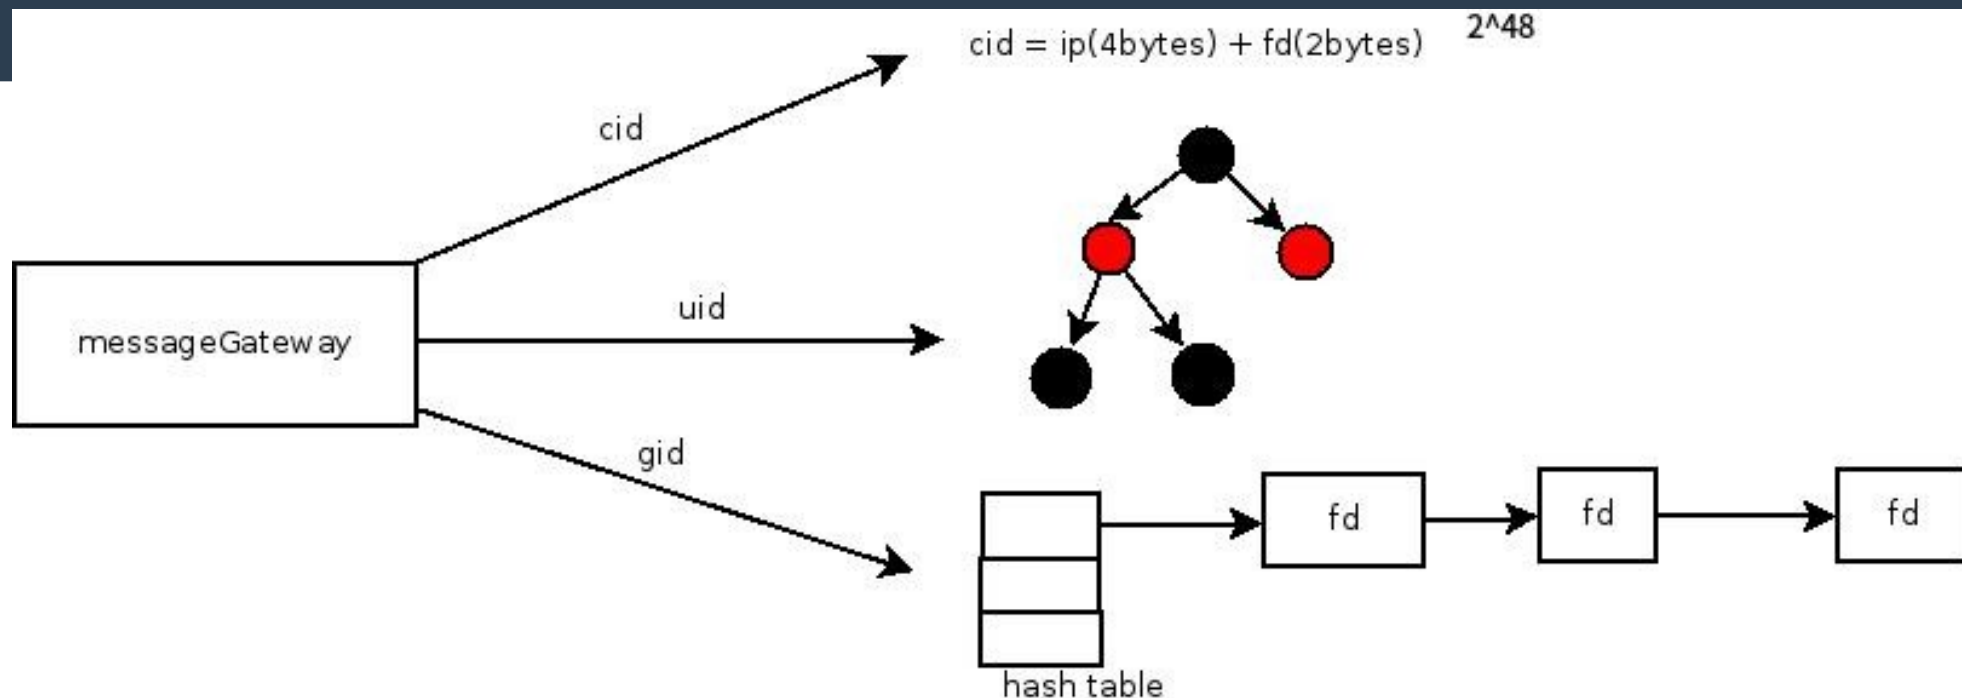 cid = ip(4bytes) + fd(2bytes) 2^48
cid
uid
messageGateway
gid
fd
fd
fd
hash table